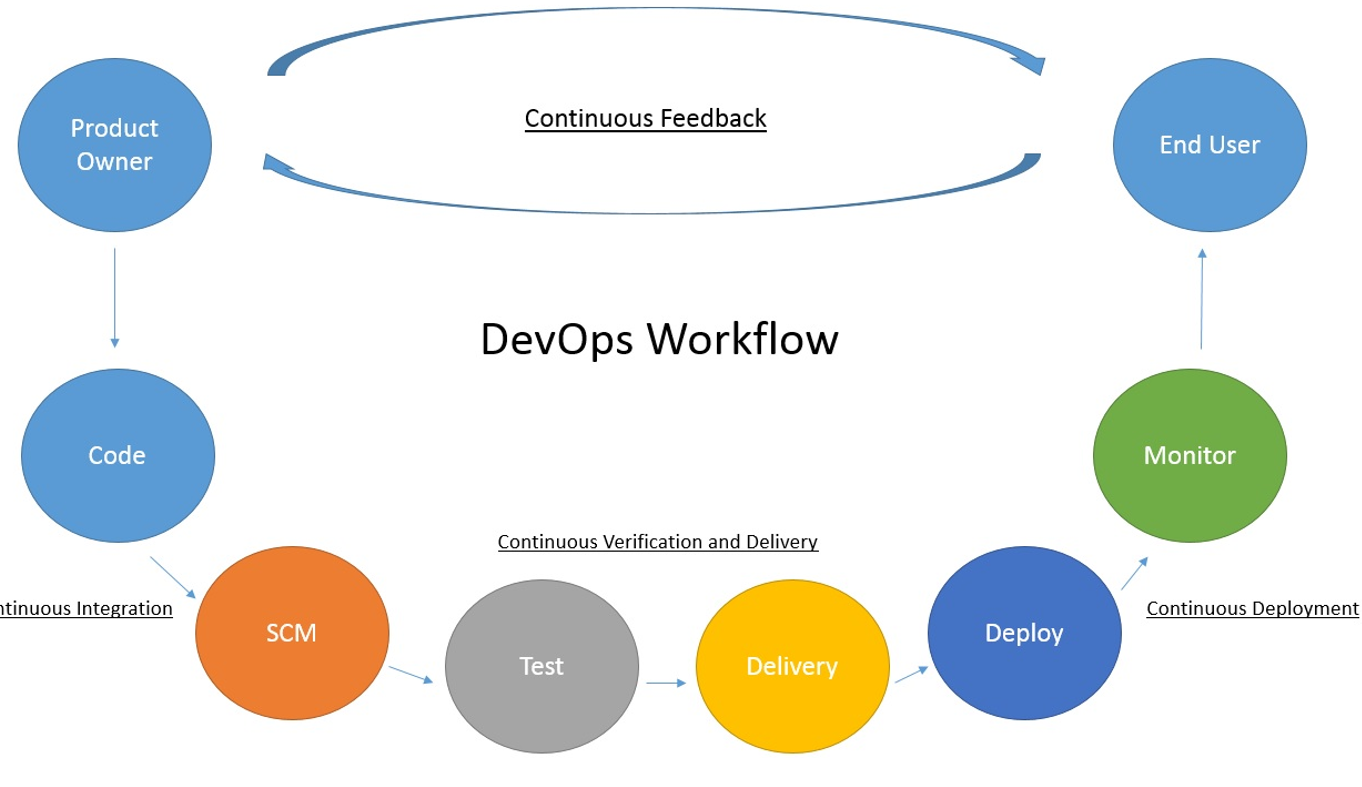 Continuous Feedback
Product
Owner
End User
DevOps Workflow
Code
Monitor
Continuous Verification and Delivery
Integration
Continuous Deployment
SCM
Test
Delivery
Deploy